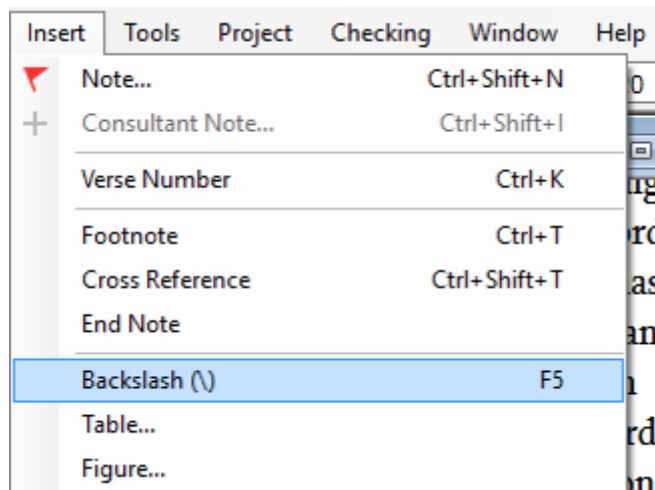 Insert Tools Project Checking Window Help
Note... Ctrl+Shift+N
Consultant Note... Ctrl+Shift+I
Verse Number Ctrl+K
Footnote Ctrl+T
Cross Reference Ctrl+Shift+T
End Note
Backslash (\) F5
Table...
Figure...